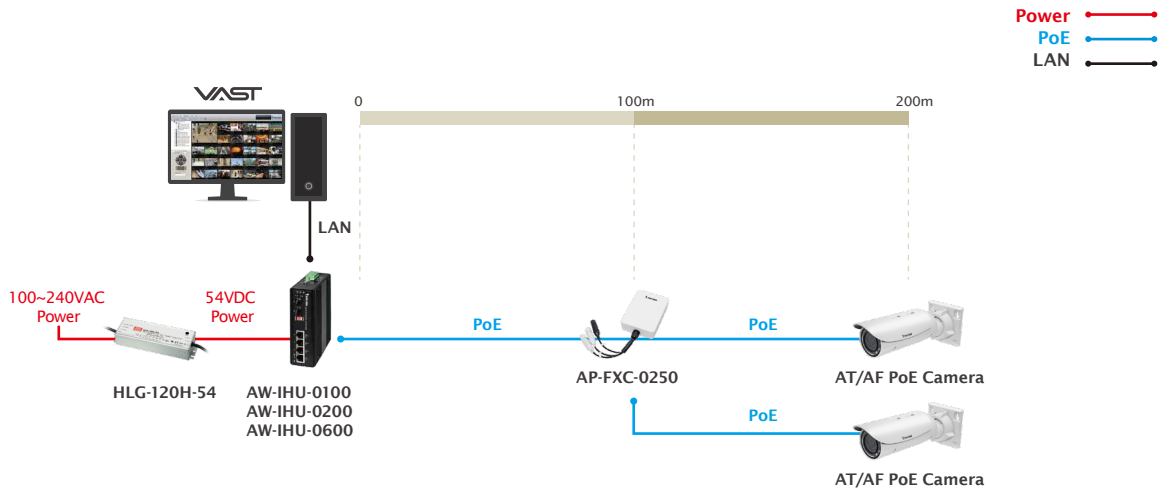 Power
PoE
LAN
VAST
0
100m
200m
LAN
100~240VAC
Power
54VDC
Power
PoE
PoE
HLG-120H-54
AW-IHU-0100
AW-IHU-0200
AW-IHU-0600
AP-FXC-0250
AT/AF PoE Camera
PoE
AT/AF PoE Camera